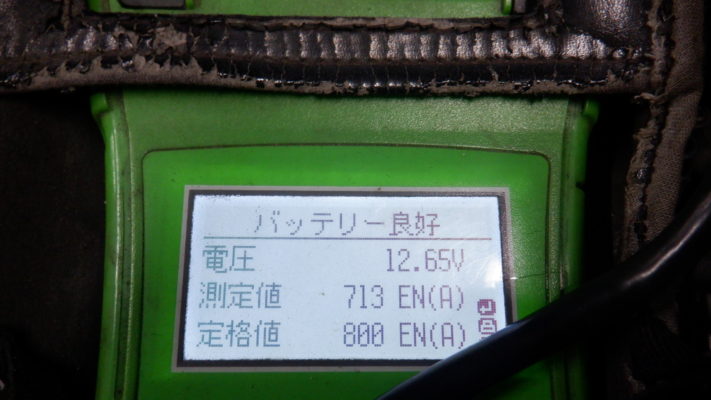 バッテリー良好
電圧 12.65V
測定値 713 EN(A)
定格値 800 EN(A)